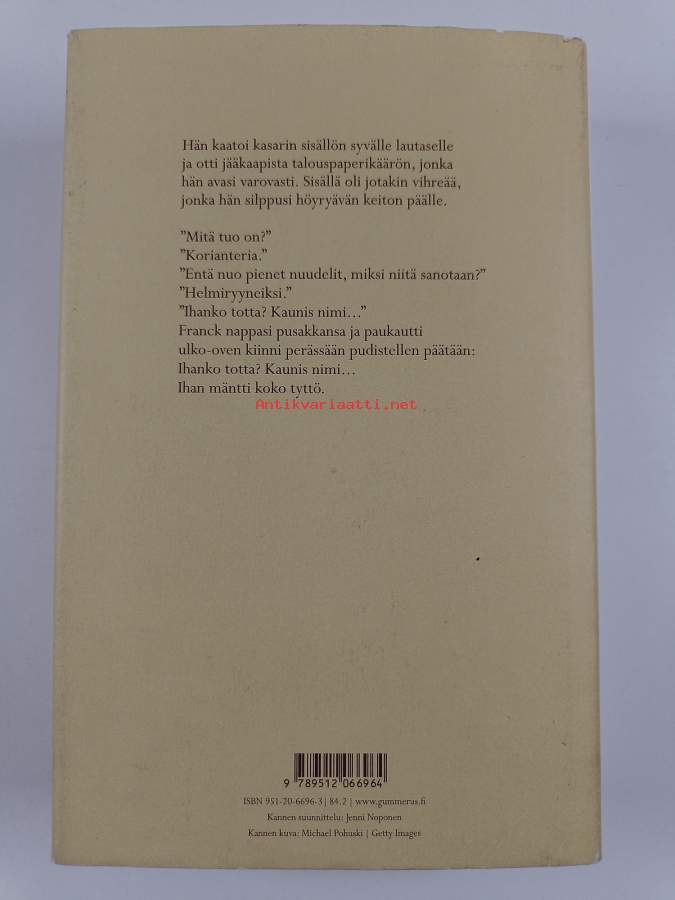 Hän kaatoi kasarin sisällön syvälle lautaselle
ja otti jääkaapista talouspaperikäärön, jonka
hän avasi varovasti. Sisällä oli jotakin vihreää,
jonka hän silppusi höyryävän keiton päälle.
”Mitä tuo on?”
”Korianteria.”
”Entä nuo pienet nuudelit, miksi niitä sanotaan?”
”Helmiryyneiksi.”
”Ihanko totta? Kaunis nimi…”
Franck nappasi pusakkansa ja paukautti
ulko-oven kiinni perässään pudistellen päätään:
Ihanko totta? Kaunis nimi…
Ihan mäntti koko tyttö.
Antikvariaatti.net
9 789512 066964
ISBN 951-20-6696-3 | 84.2 | www.gummerus.fi
Kannen suunnittelu: Jenni Noponen
Kannen kuva: Michael Pohuski | Getty Images